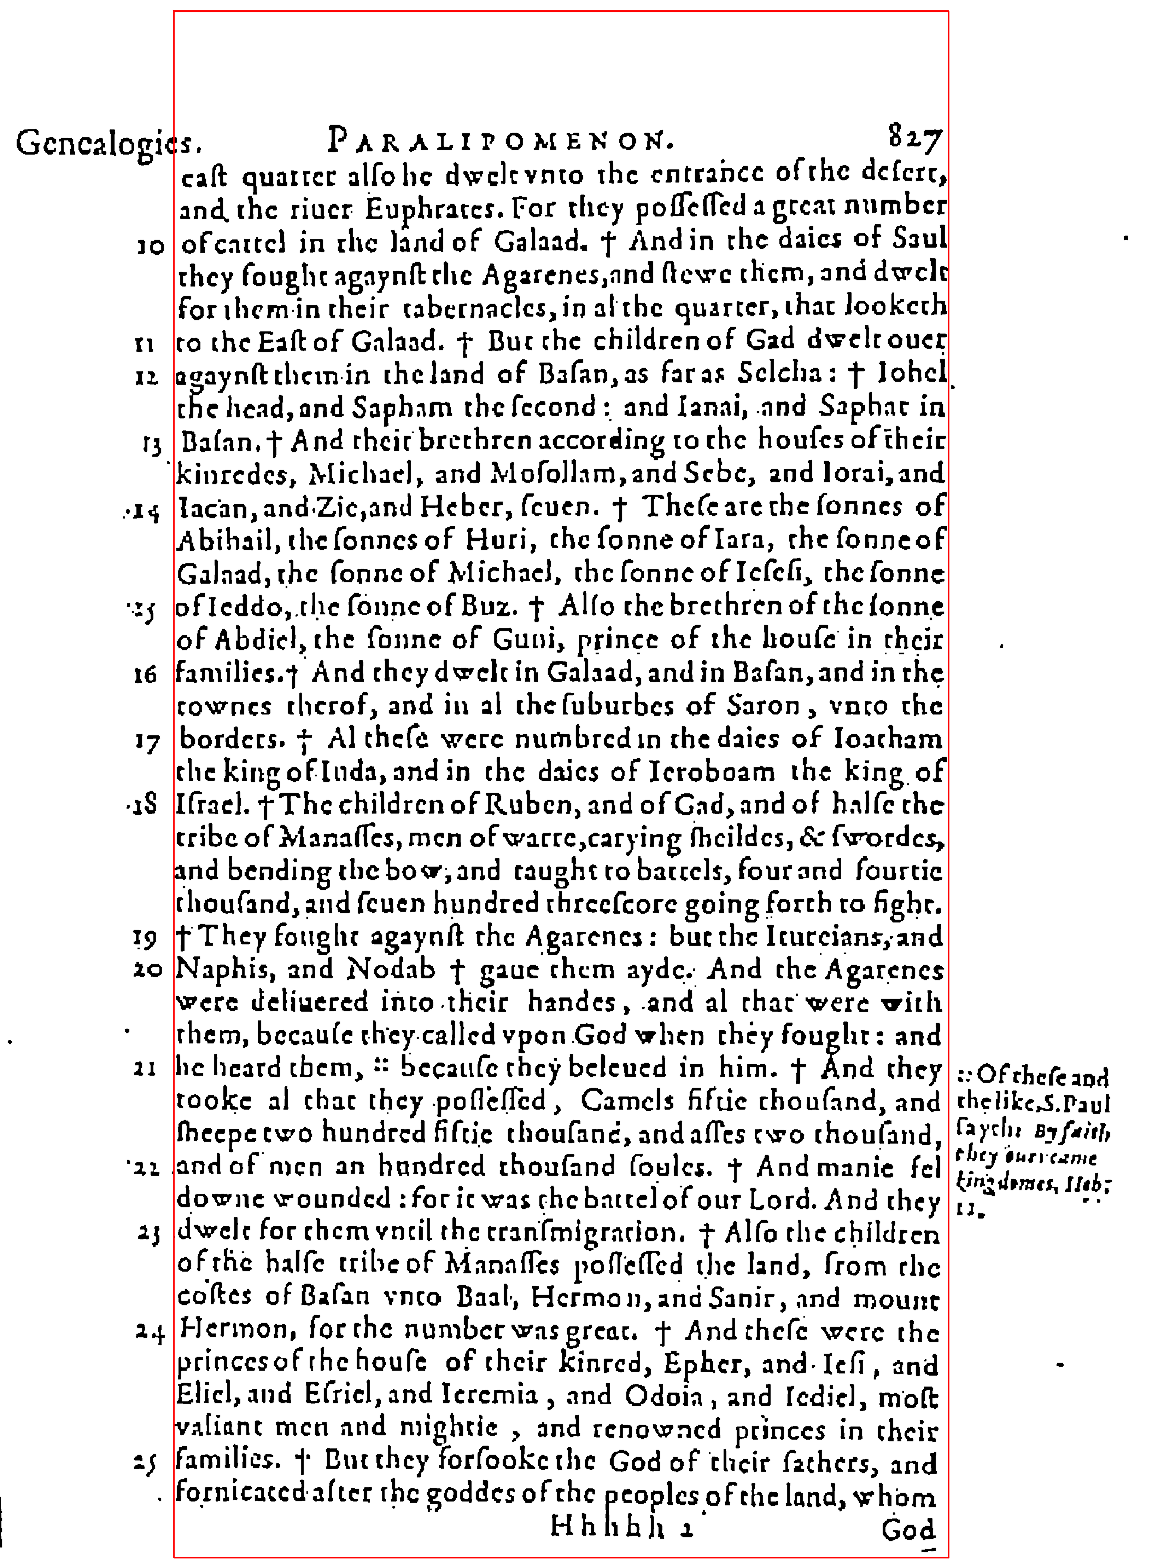 Genealogies. PARALIPOMENON. 827
east quarter also he dwelt vnto the entrance of the desert,
and the riuer Euphrates. For they possessed a great number
10 of cattel in the land of Galaad. † And in the daies of Saul
they fought agaynst the Agarenes, and slewe them, and dwelt
for them in their tabernacles, in al the quarter, that looketh
11 to the East of Galaad. † But the children of Gad dwelt ouer
12 agaynst them in the land of Basan, as far as Selcha: † Iohel
the head, and Sapham the second: and Ianai, and Saphat in
13 Basan. † And their brethren according to the houses of their
kinredes, Michael, and Mosollam, and Sebe, and Iorai, and
14 Iacan, and Zie, and Heber, seuen. † These are the sonnes of
Abihail, the sonnes of Huri, the sonne of Iara, the sonne of
Galaad, the sonne of Michael, the sonne of Iesesi, the sonne
15 of Ieddo, the sonne of Buz. † Also the brethren of the sonne
of Abdiel, the sonne of Guni, prince of the house in their
16 families. † And they dwelt in Galaad, and in Basan, and in the
townes therof, and in al the suburbes of Saron, vnto the
17 borders. † Al these were numbred in the daies of Ioatham
the king of Iuda, and in the daies of Ieroboam the king of
18 Israel. † The children of Ruben, and of Gad, and of halfe the
tribe of Manasses, men of warre, carying sheildes, & swordes,
and bending the bow, and taught to battels, four and fourtie
thousand, and seuen hundred threescore going forth to fight.
19 † They fought agaynst the Agarenes: but the Itureians, and
20 Naphis, and Nodab † gaue them ayde. And the Agarenes
were deliuered into their handes, and al that were with
them, because they called vpon God when they fought: and
21 he heard them, :: because they beleued in him. † And they
tooke al that they possessed, Camels fiftie thousand, and
sheepe two hundred fiftie thousand, and asses two thousand,
22 and of men an hundred thousand soules. † And manie fel
downe wounded: for it was the battel of our Lord. And they
23 dwelt for them vntil the transmigration. † Also the children
of the halfe tribe of Manasses possessed the land, from the
costes of Basan vnto Baal, Hermon, and Sanir, and mount
24 Hermon, for the number was great. † And these were the
princes of the house of their kinred, Epher, and Iesi, and
Eliel, and Esriel, and Ieremia, and Odoia, and Iediel, most
valiant men and mightie, and renowned princes in their
25 families. † But they forsooke the God of their fathers, and
fornicated after the goddes of the peoples of the land, whom
Hhhhh 2 God
:: Of these and
the like, S. Paul
sayth: By faith
they ouercame
kingdomes, Heb:
11.